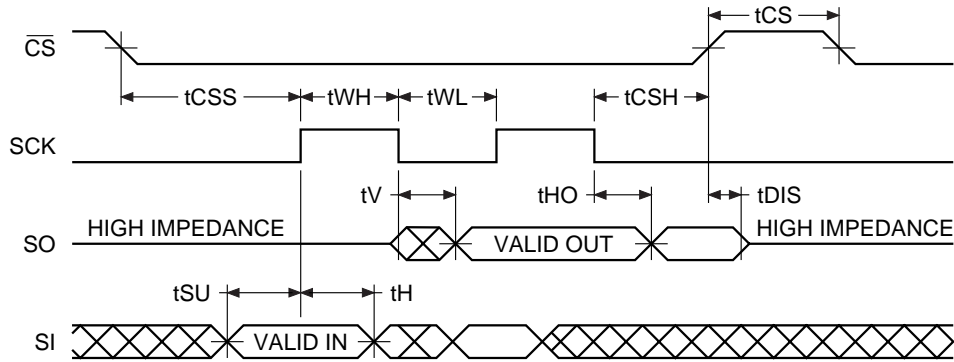 tCS
CS
tCSS
tWH
tWL
tCSH
SCK
tV
tHO
tDIS
HIGH IMPEDANCE
VALID OUT
HIGH IMPEDANCE
SO
tSU
tH
SI
VALID IN